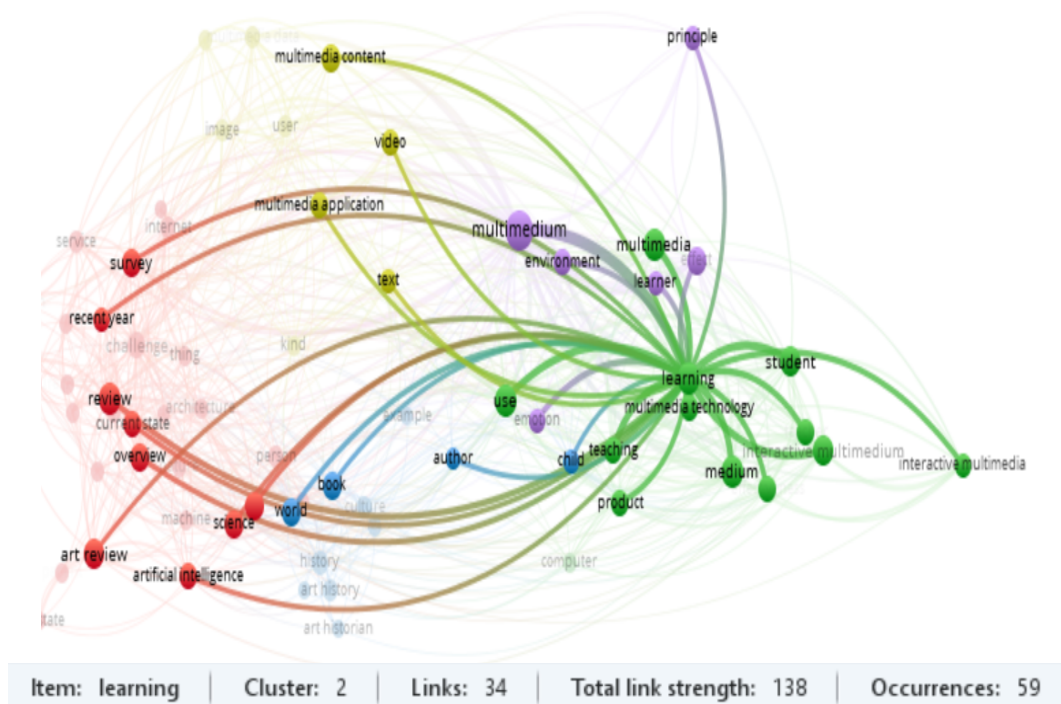 multimedia data
multimedia content
principle
image
user
video
multimedia application
internet
multimedium
service
multimedia
survey
environment
effect
text
learner
recent year
challenge
thing
kind
student
learning
review
architecture
use
multimedia technology
current state
example
emotion
overview
person
author
child
teaching
interactive multimedium
interactive multimedia
book
medium
world
culture
product
machine
science
art review
history
computer
artificial intelligence
art history
state
art historian
Item: learning | Cluster: 2 | Links: 34 | Total link strength: 138 | Occurrences: 59